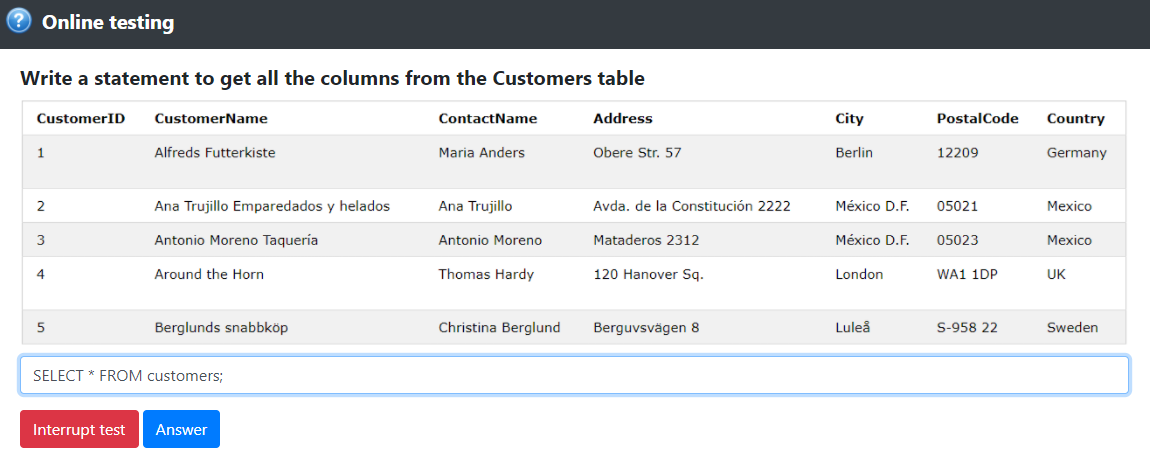 Online testing
Write a statement to get all the columns from the Customers table
CustomerID CustomerName ContactName Address City PostalCode Country
1 Alfreds Futterkiste Maria Anders Obere Str. 57 Berlin 12209 Germany
2 Ana Trujillo Emparedados y helados Ana Trujillo Avda. de la Constitución 2222 México D.F. 05021 Mexico
3 Antonio Moreno Taquería Antonio Moreno Mataderos 2312 México D.F. 05023 Mexico
4 Around the Horn Thomas Hardy 120 Hanover Sq. London WA1 1DP UK
5 Berglunds snabbköp Christina Berglund Berguvsvägen 8 Luleå S-958 22 Sweden
SELECT * FROM customers;
Interrupt test Answer